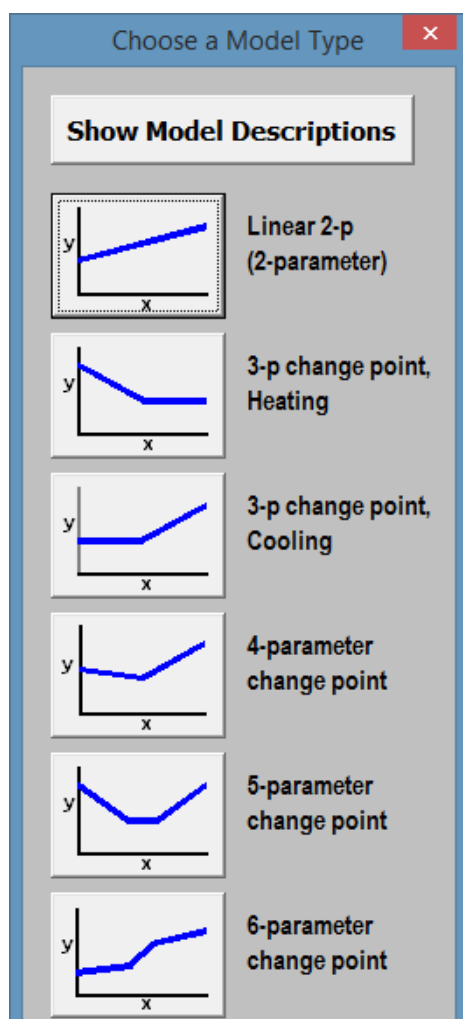 Choose a Model Type
×
Show Model Descriptions
y
x
Linear 2-p
(2-parameter)
y
x
3-p change point,
Heating
y
x
3-p change point,
Cooling
y
x
4-parameter
change point
y
x
5-parameter
change point
y
x
6-parameter
change point